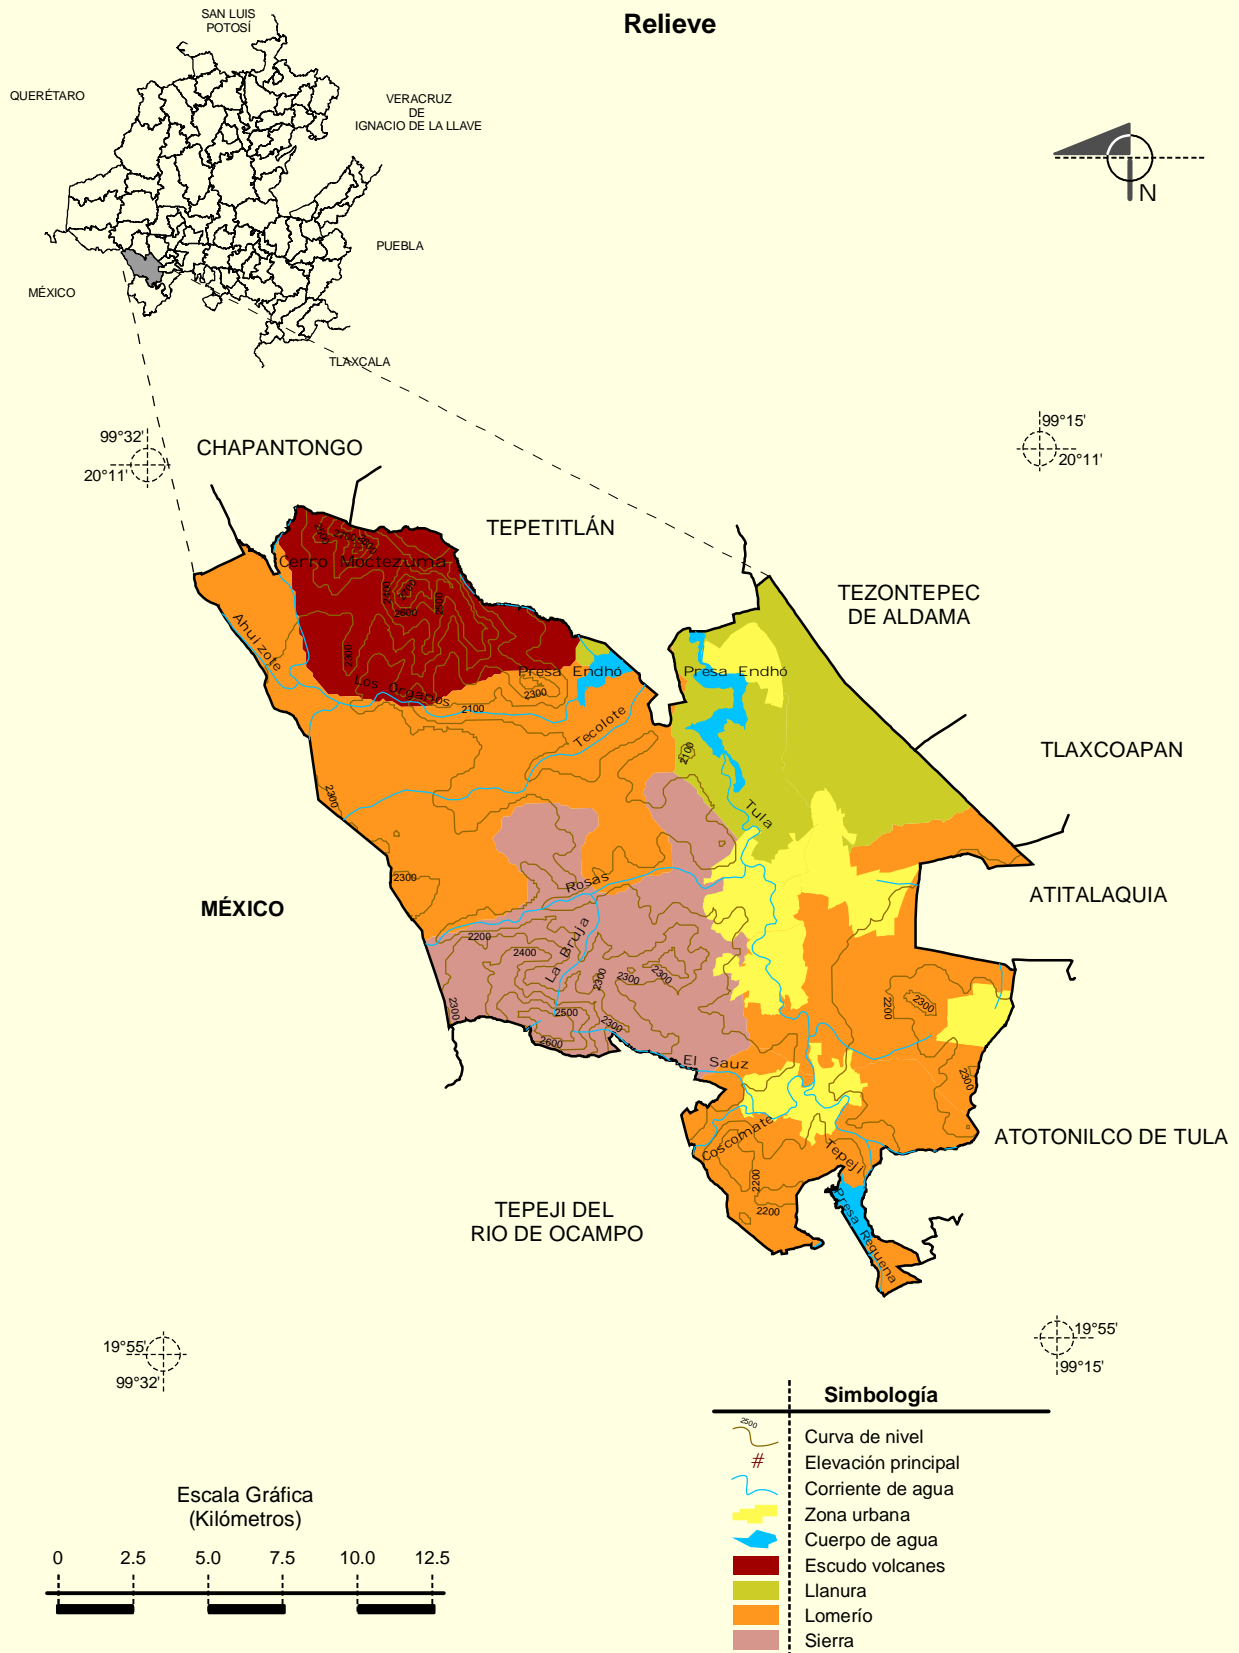 Relieve
SAN LUIS
POTOSÍ
QUERÉTARO
VERACRUZ
DE
IGNACIO DE LA LLAVE
N
PUEBLA
MÉXICO
TLAXCALA
99°32'
20°11'
99°15'
20°11'
CHAPANTONGO
TEPETITLÁN
TEZONTEPEC
DE ALDAMA
TLAXCOAPAN
ATITALAQUIA
MÉXICO
ATOTONILCO DE TULA
TEPEJI DEL
RIO DE OCAMPO
2700
Cerro Moctezuma
2400
2600
2300
Ahuizote
Los Organos
2100
2300
Presa Endhó
Presa Endhó
Tecolote
2100
Tula
2300
2300
Rosas
2200
2400
La Bruja
2300
2300
2300
2300
2500
2300
2600
El Sauz
2200
2300
2300
Coscomate
Tepeji
2200
2200
Presa Requena
19°55'
99°32'
19°55'
99°15'
Simbología
2500
Curva de nivel
# Elevación principal
Corriente de agua
Zona urbana
Cuerpo de agua
Escudo volcanes
Llanura
Lomerío
Sierra
Escala Gráfica
(Kilómetros)
0 2.5 5.0 7.5 10.0 12.5